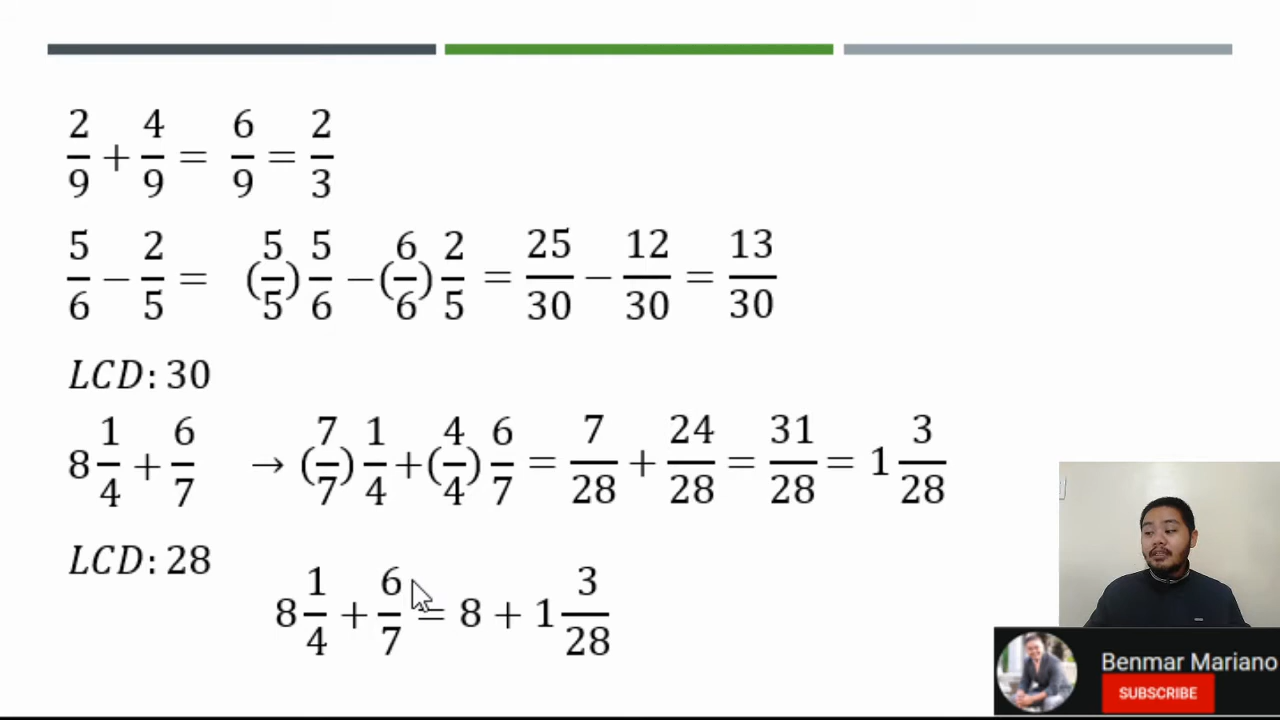 2/9 + 4/9 = 6/9 = 2/3
5/6 − 2/5 = (5/5) 5/6 − (6/6) 2/5 = 25/30 − 12/30 = 13/30
LCD: 30
8 1/4 + 6/7 → (7/7) 1/4 + (4/4) 6/7 = 7/28 + 24/28 = 31/28 = 1 3/28
LCD: 28
8 1/4 + 6/7 = 8 + 1 3/28
Benmar Mariano
SUBSCRIBE